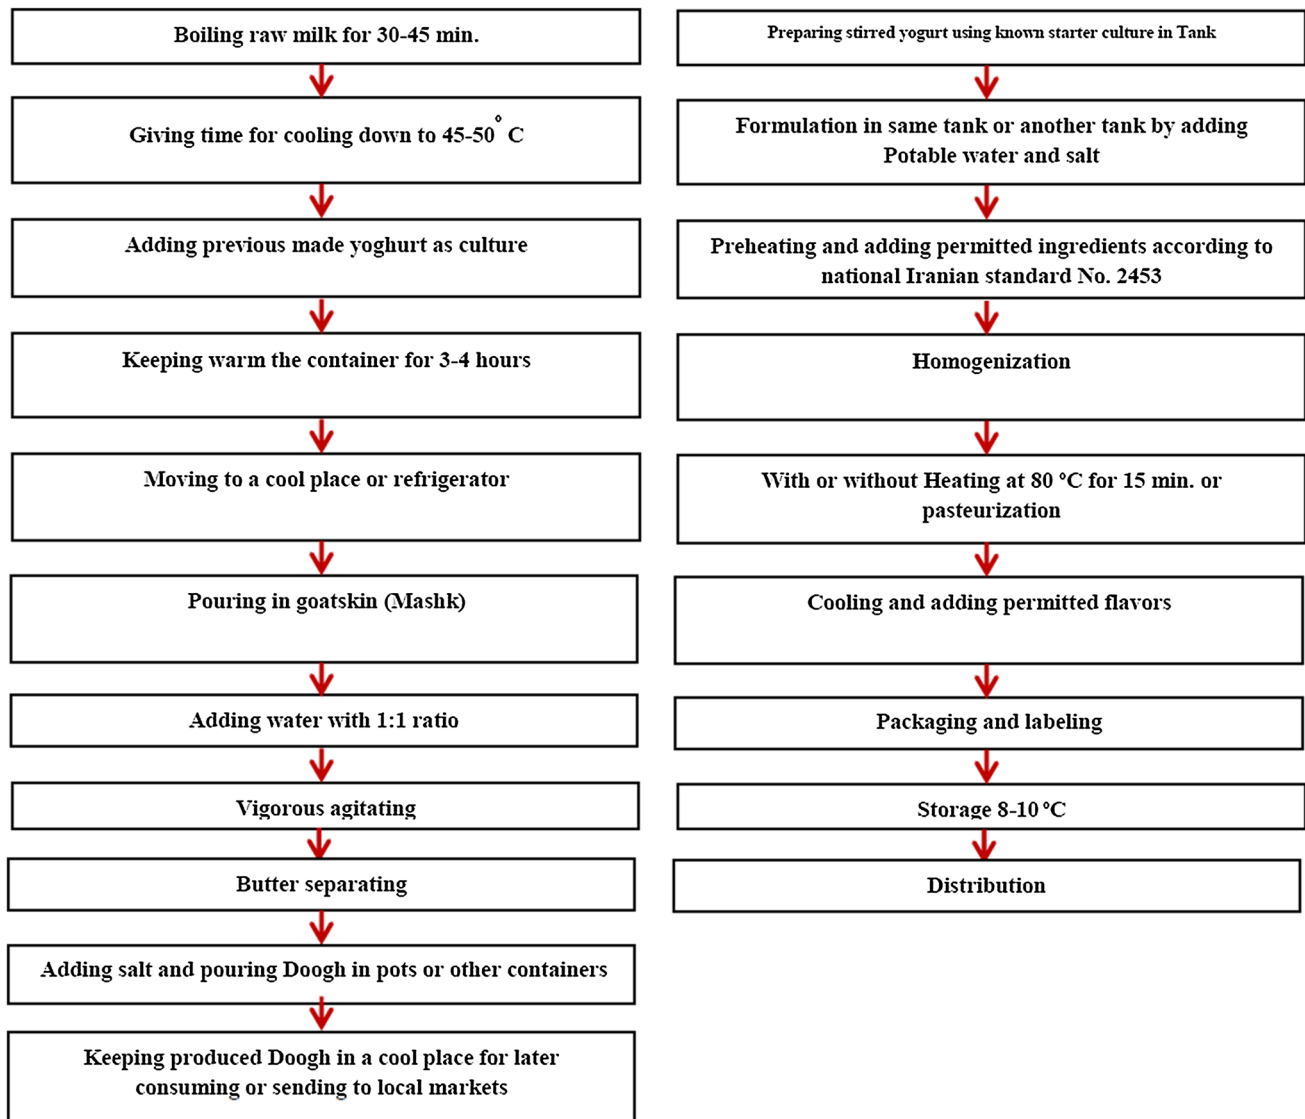 Boiling raw milk for 30-45 min.
Giving time for cooling down to 45-50° C
Adding previous made yoghurt as culture
Keeping warm the container for 3-4 hours
Moving to a cool place or refrigerator
Pouring in goatskin (Mashk)
Adding water with 1:1 ratio
Vigorous agitating
Butter separating
Adding salt and pouring Doogh in pots or other containers
Keeping produced Doogh in a cool place for later
consuming or sending to local markets
Preparing stirred yogurt using known starter culture in Tank
Formulation in same tank or another tank by adding
Potable water and salt
Preheating and adding permitted ingredients according to
national Iranian standard No. 2453
Homogenization
With or without Heating at 80 ºC for 15 min. or
pasteurization
Cooling and adding permitted flavors
Packaging and labeling
Storage 8-10 ºC
Distribution